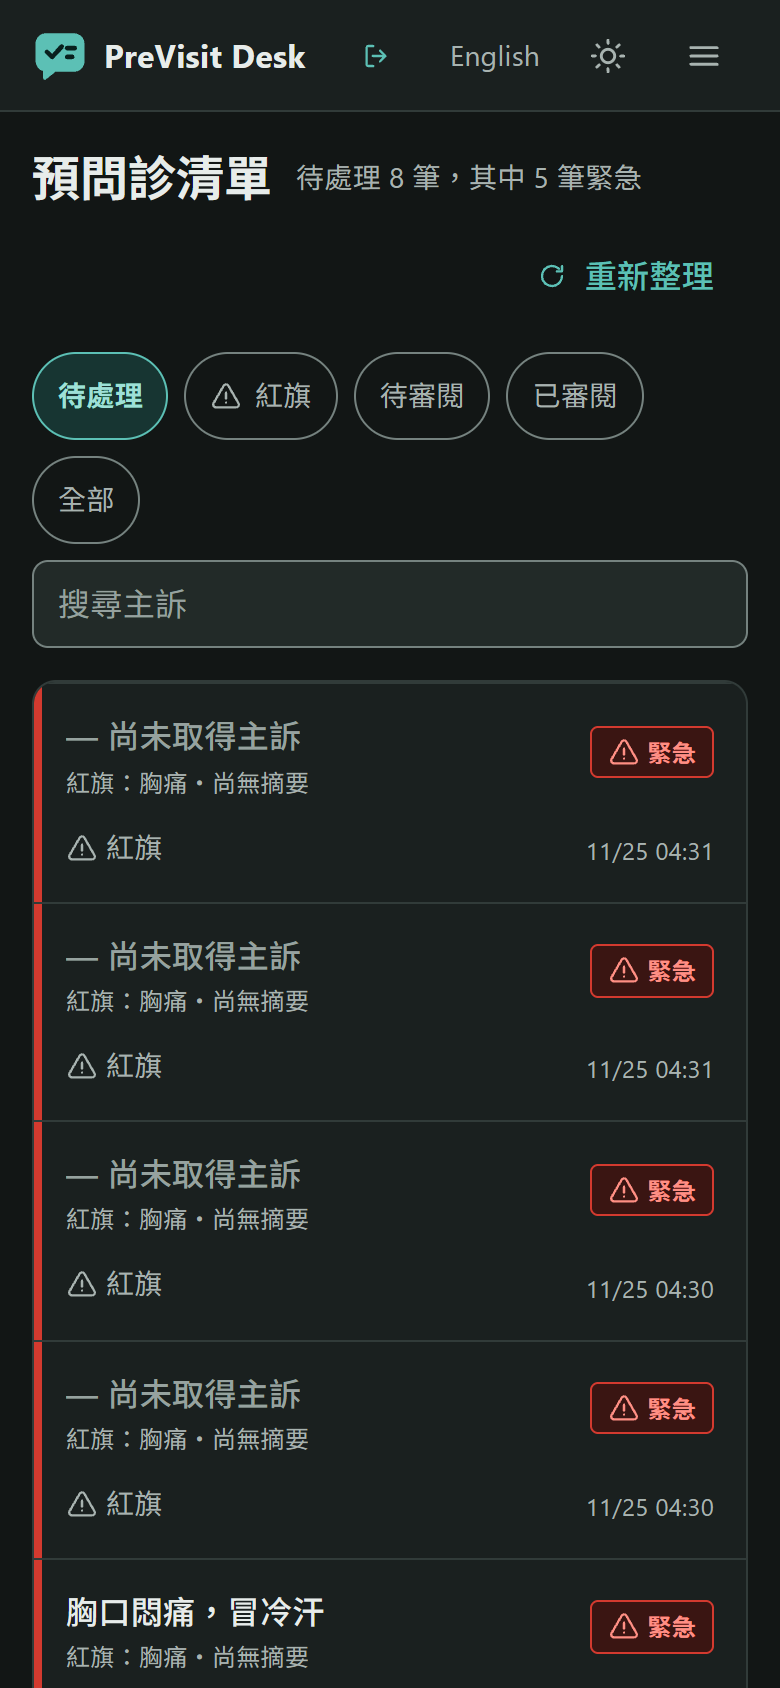 PreVisit Desk English
預問診清單 待處理 8 筆，其中 5 筆緊急
重新整理
待處理 紅旗 待審閱 已審閱
全部
搜尋主訴
— 尚未取得主訴 緊急
紅旗：胸痛・尚無摘要
紅旗 11/25 04:31
— 尚未取得主訴 緊急
紅旗：胸痛・尚無摘要
紅旗 11/25 04:31
— 尚未取得主訴 緊急
紅旗：胸痛・尚無摘要
紅旗 11/25 04:30
— 尚未取得主訴 緊急
紅旗：胸痛・尚無摘要
紅旗 11/25 04:30
胸口悶痛，冒冷汗 緊急
紅旗：胸痛・尚無摘要